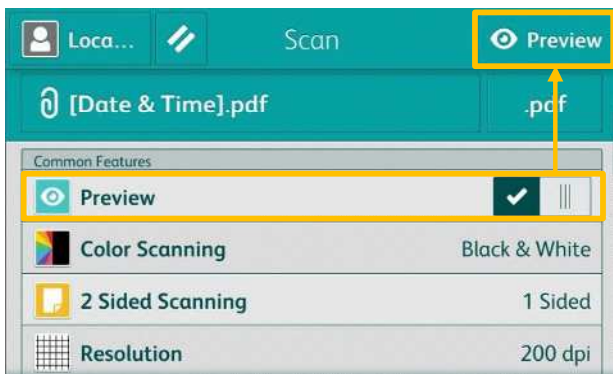 Loca... Scan Preview
[Date & Time].pdf .pdf
Common Features
Preview
Color Scanning Black & White
2 Sided Scanning 1 Sided
Resolution 200 dpi